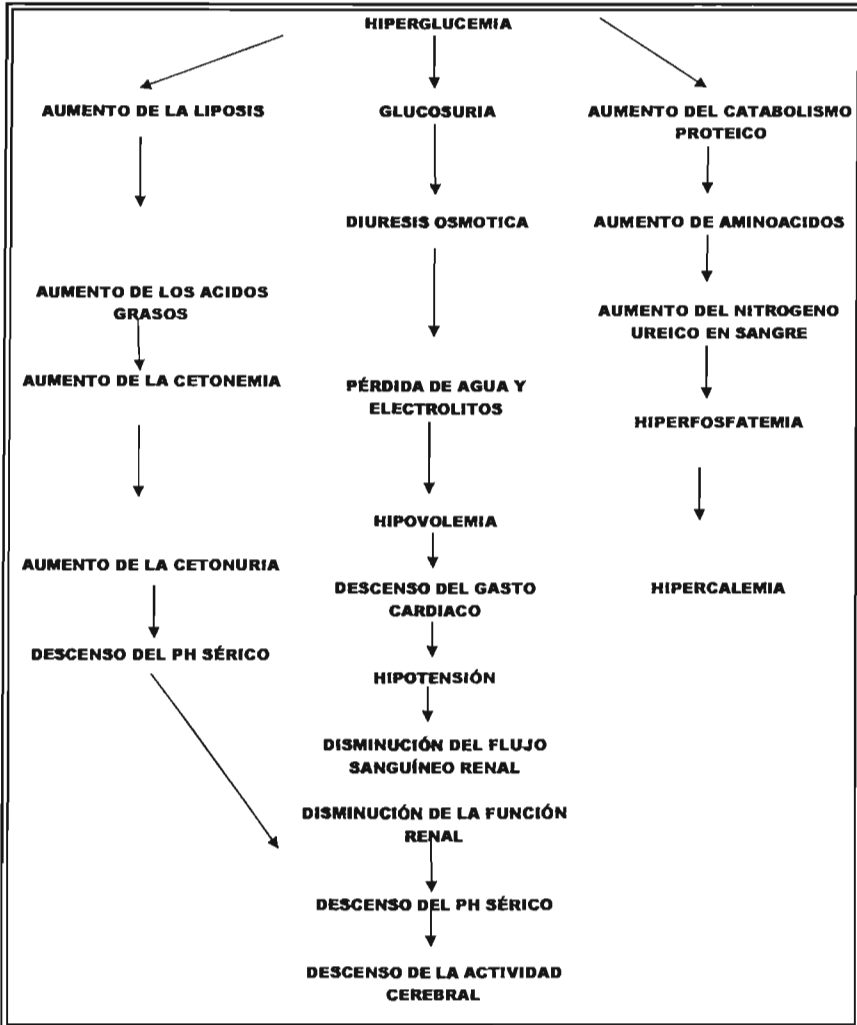 HIPERGLUCEMIA
AUMENTO DE LA LIPOSIS
GLUCOSURIA
AUMENTO DEL CATABOLISMO
PROTEICO
DIURESIS OSMOTICA
AUMENTO DE AMINOACIDOS
AUMENTO DE LOS ACIDOS
GRASOS
AUMENTO DEL NITROGENO
UREICO EN SANGRE
AUMENTO DE LA CETONEMIA
PÉRDIDA DE AGUA Y
ELECTROLITOS
HIPERFOSFATEMIA
HIPOVOLEMIA
AUMENTO DE LA CETONURIA
DESCENSO DEL GASTO
CARDIACO
HIPERCALEMIA
DESCENSO DEL PH SÉRICO
HIPOTENSIÓN
DISMINUCIÓN DEL FLUJO
SANGUÍNEO RENAL
DISMINUCIÓN DE LA FUNCIÓN
RENAL
DESCENSO DEL PH SÉRICO
DESCENSO DE LA ACTIVIDAD
CEREBRAL